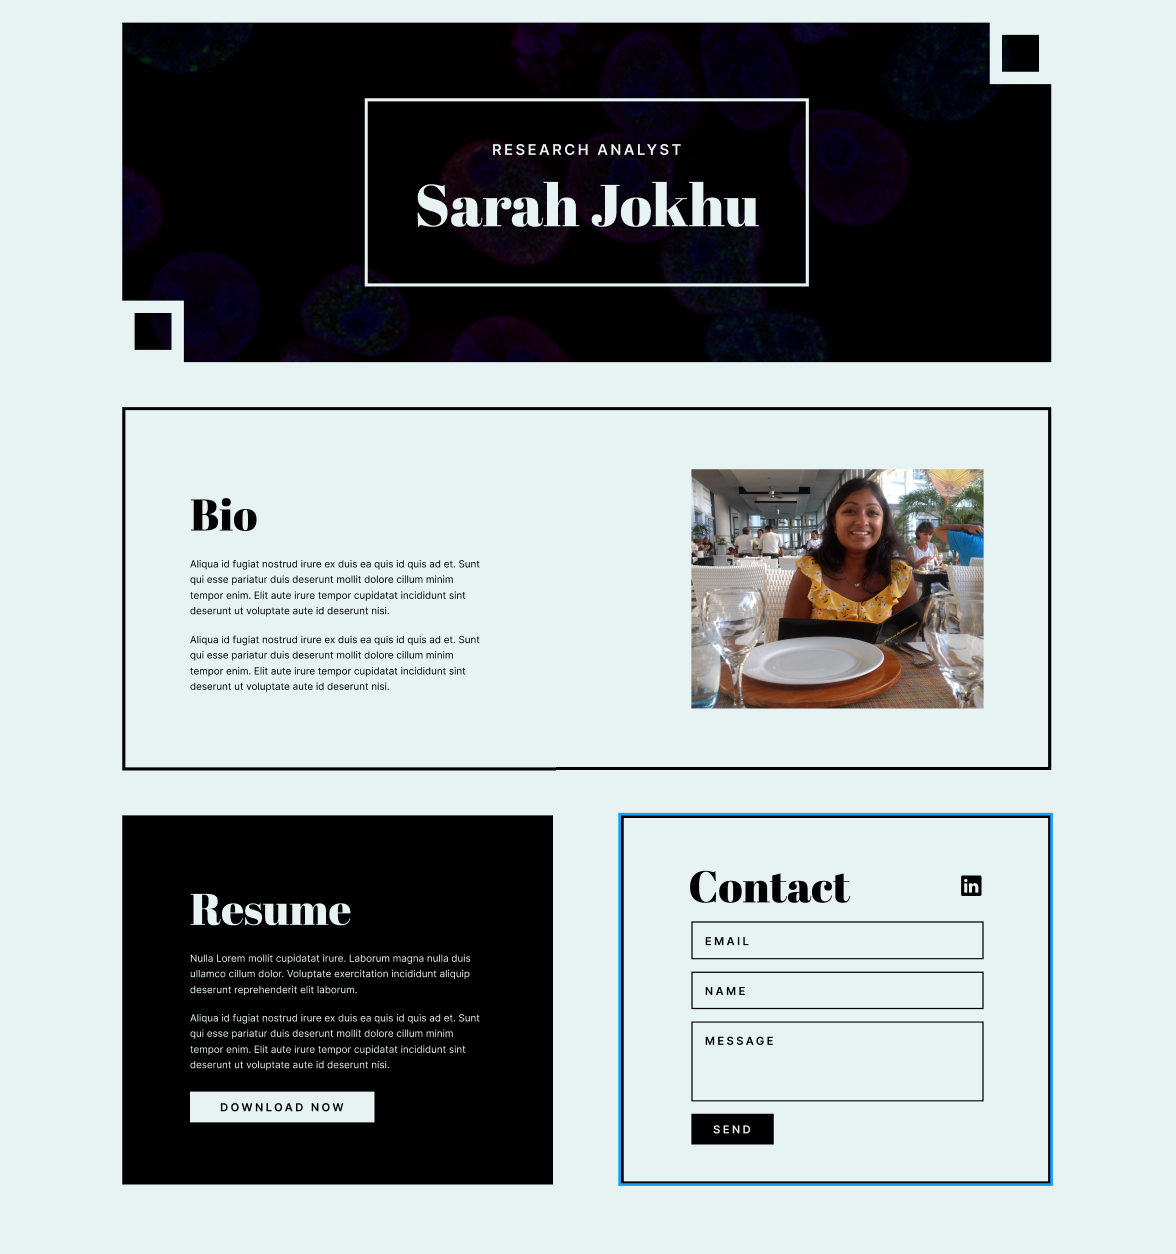 RESEARCH ANALYST
Sarah Jokhu
Bio
Aliqua id fugiat nostrud irure ex duis ea quis id quis ad et. Sunt
qui esse pariatur duis deserunt mollit dolore cillum minim
tempor enim. Elit aute irure tempor cupidatat incididunt sint
deserunt ut voluptate aute id deserunt nisi.
Aliqua id fugiat nostrud irure ex duis ea quis id quis ad et. Sunt
qui esse pariatur duis deserunt mollit dolore cillum minim
tempor enim. Elit aute irure tempor cupidatat incididunt sint
deserunt ut voluptate aute id deserunt nisi.
Resume
Nulla Lorem mollit cupidatat irure. Laborum magna nulla duis
ullamco cillum dolor. Voluptate exercitation incididunt aliquip
deserunt reprehenderit elit laborum.
Aliqua id fugiat nostrud irure ex duis ea quis id quis ad et. Sunt
qui esse pariatur duis deserunt mollit dolore cillum minim
tempor enim. Elit aute irure tempor cupidatat incididunt sint
deserunt ut voluptate aute id deserunt nisi.
DOWNLOAD NOW
Contact
in
EMAIL
NAME
MESSAGE
SEND